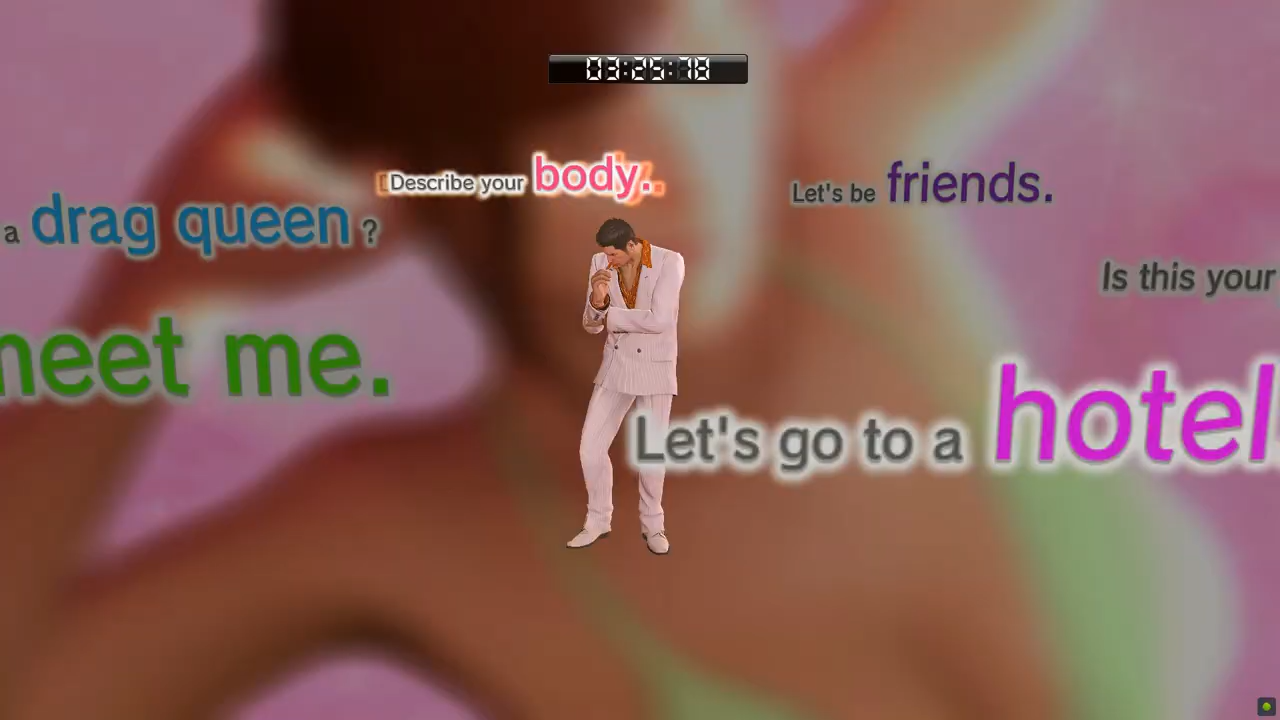 03:25:78
Describe your body.
Let's be friends.
a drag queen ?
Is this your
meet me.
Let's go to a hotel